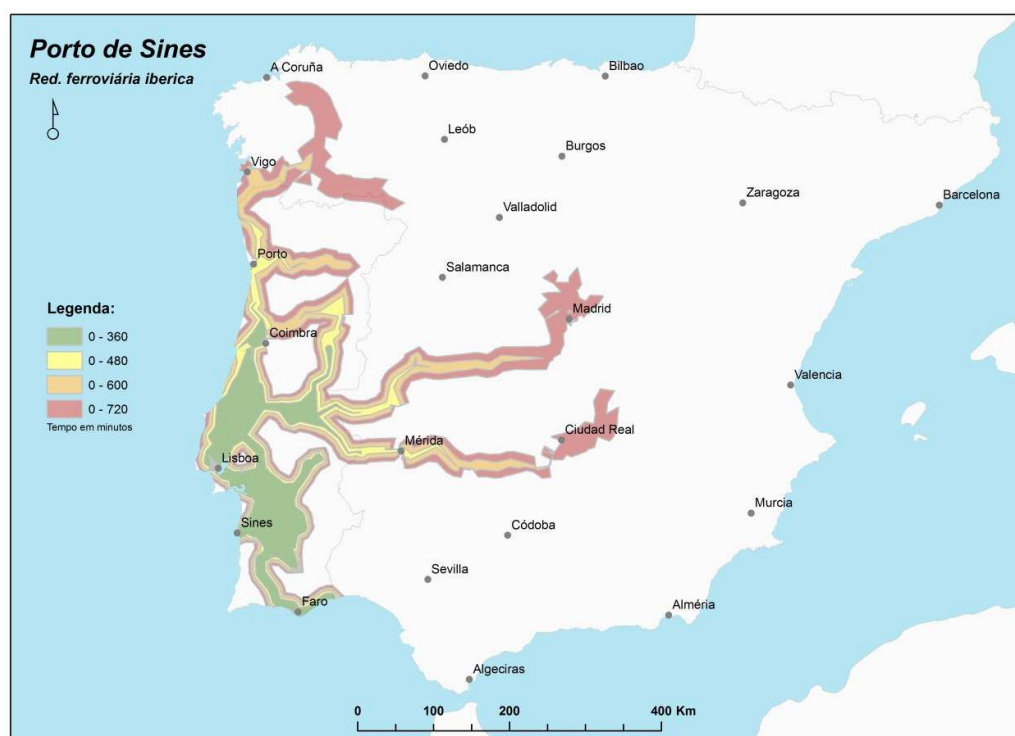 Porto de Sines
Red. ferroviária iberica
A Coruña
Oviedo
Bilbao
Leób
Burgos
Vigo
Zaragoza
Barcelona
Valladolid
Porto
Salamanca
Madrid
Legenda:
0 - 360
0 - 480
0 - 600
0 - 720
Tempo em minutos
Coimbra
Valencia
Ciudad Real
Mérida
Lisboa
Murcia
Sines
Córdoba
Sevilla
Faro
Alméria
Algeciras
0 100 200 400 Km